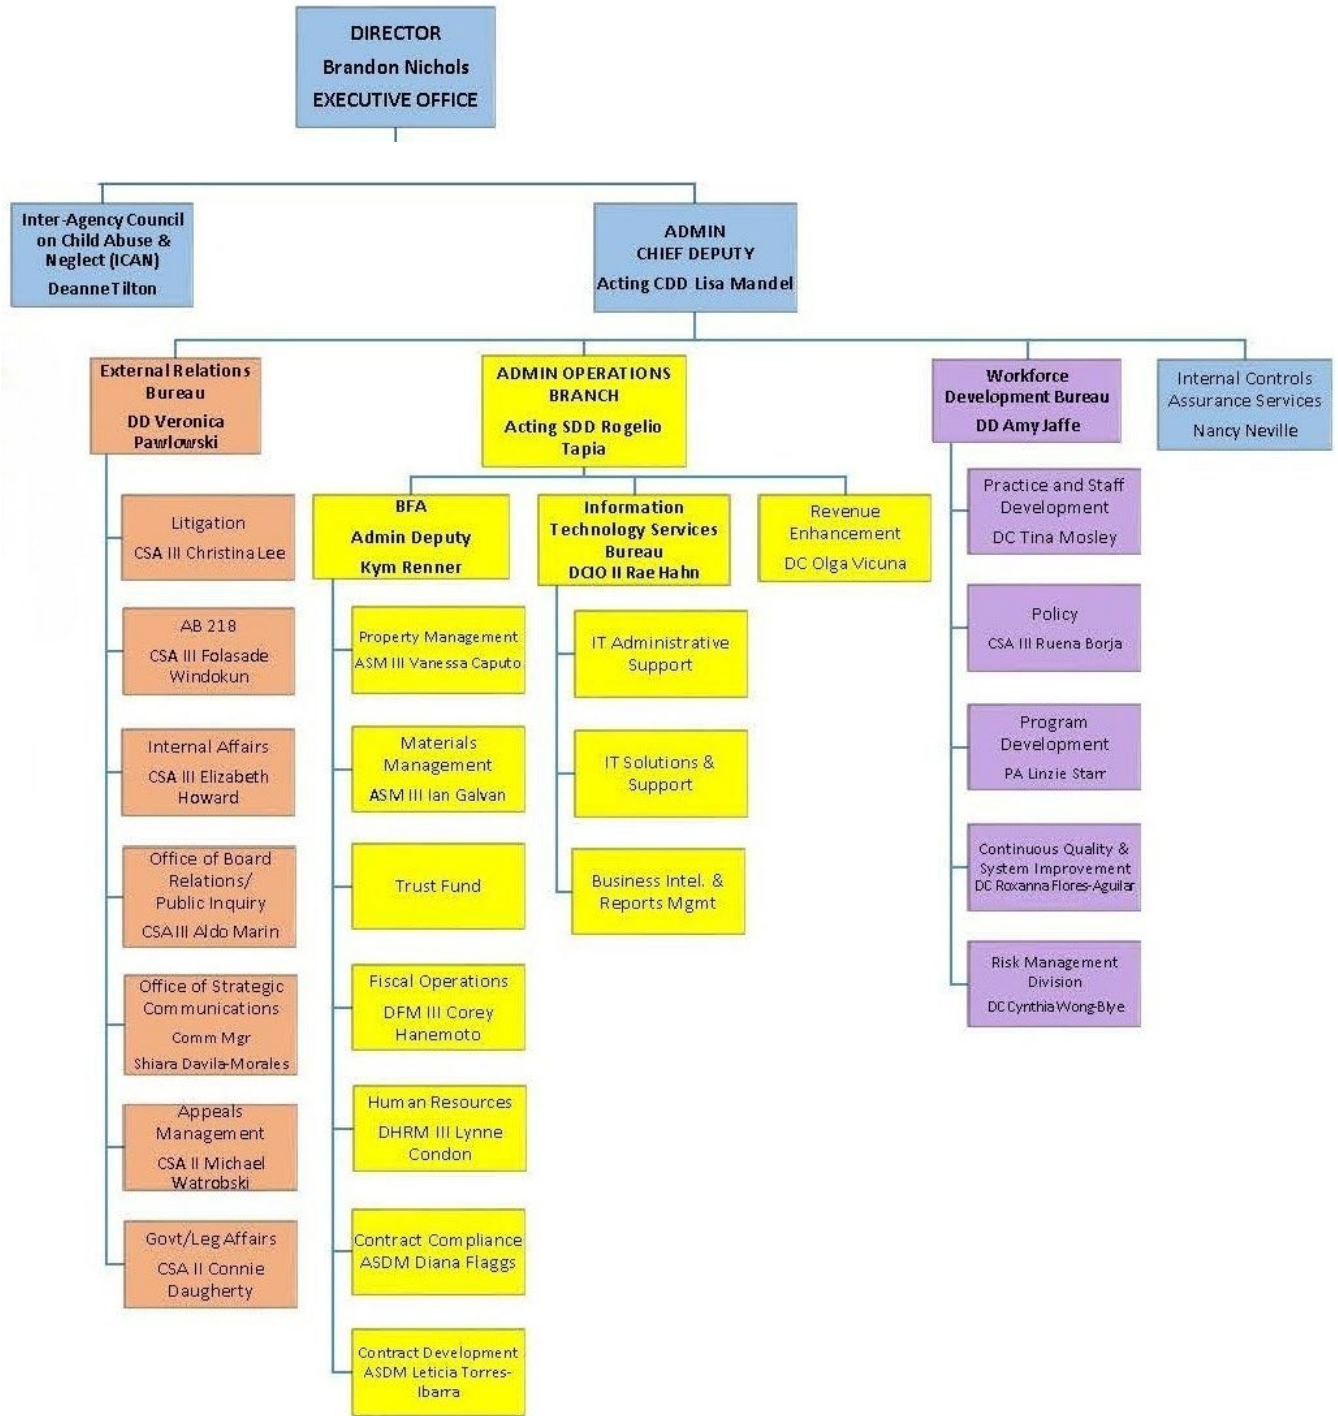 DIRECTOR
Brandon Nichols
EXECUTIVE OFFICE
Inter-Agency Council
on Child Abuse &
Neglect (ICAN)
Deanne Tilton
ADMIN
CHIEF DEPUTY
Acting CDD Lisa Mandel
External Relations
Bureau
DD Veronica
Pawlowski
Litigation
CSA III Christina Lee
AB 218
CSA III Folasade
Windokun
Internal Affairs
CSA III Elizabeth
Howard
Office of Board
Relations/
Public Inquiry
CSA III Aldo Marin
Office of Strategic
Communications
Comm Mgr
Shiara Davila-Morales
Appeals
Management
CSA II Michael
Watrobski
Govt/Leg Affairs
CSA II Connie
Daugherty
ADMIN OPERATIONS
BRANCH
Acting SDD Rogelio
Tapia
BFA
Admin Deputy
Kym Renner
Property Management
ASM III Vanessa Caputo
Materials
Management
ASM III Ian Galvan
Trust Fund
Fiscal Operations
DFM III Corey
Hanemoto
Human Resources
DHRM III Lynne
Condon
Contract Compliance
ASDM Diana Flaggs
Contract Development
ASDM Leticia Torres-
Ibarra
Information
Technology Services
Bureau
DCIO II Rae Hahn
IT Administrative
Support
IT Solutions &
Support
Business Intel. &
Reports Mgmt
Revenue
Enhancement
DC Olga Vicuna
Workforce
Development Bureau
DD Amy Jaffe
Practice and Staff
Development
DC Tina Mosley
Policy
CSA III Ruena Borja
Program
Development
PA Linzie Starr
Continuous Quality &
System Improvement
DC Roxanna Flores-Aguilar
Risk Management
Division
DC Cynthia Wong-Blye
Internal Controls
Assurance Services
Nancy Neville